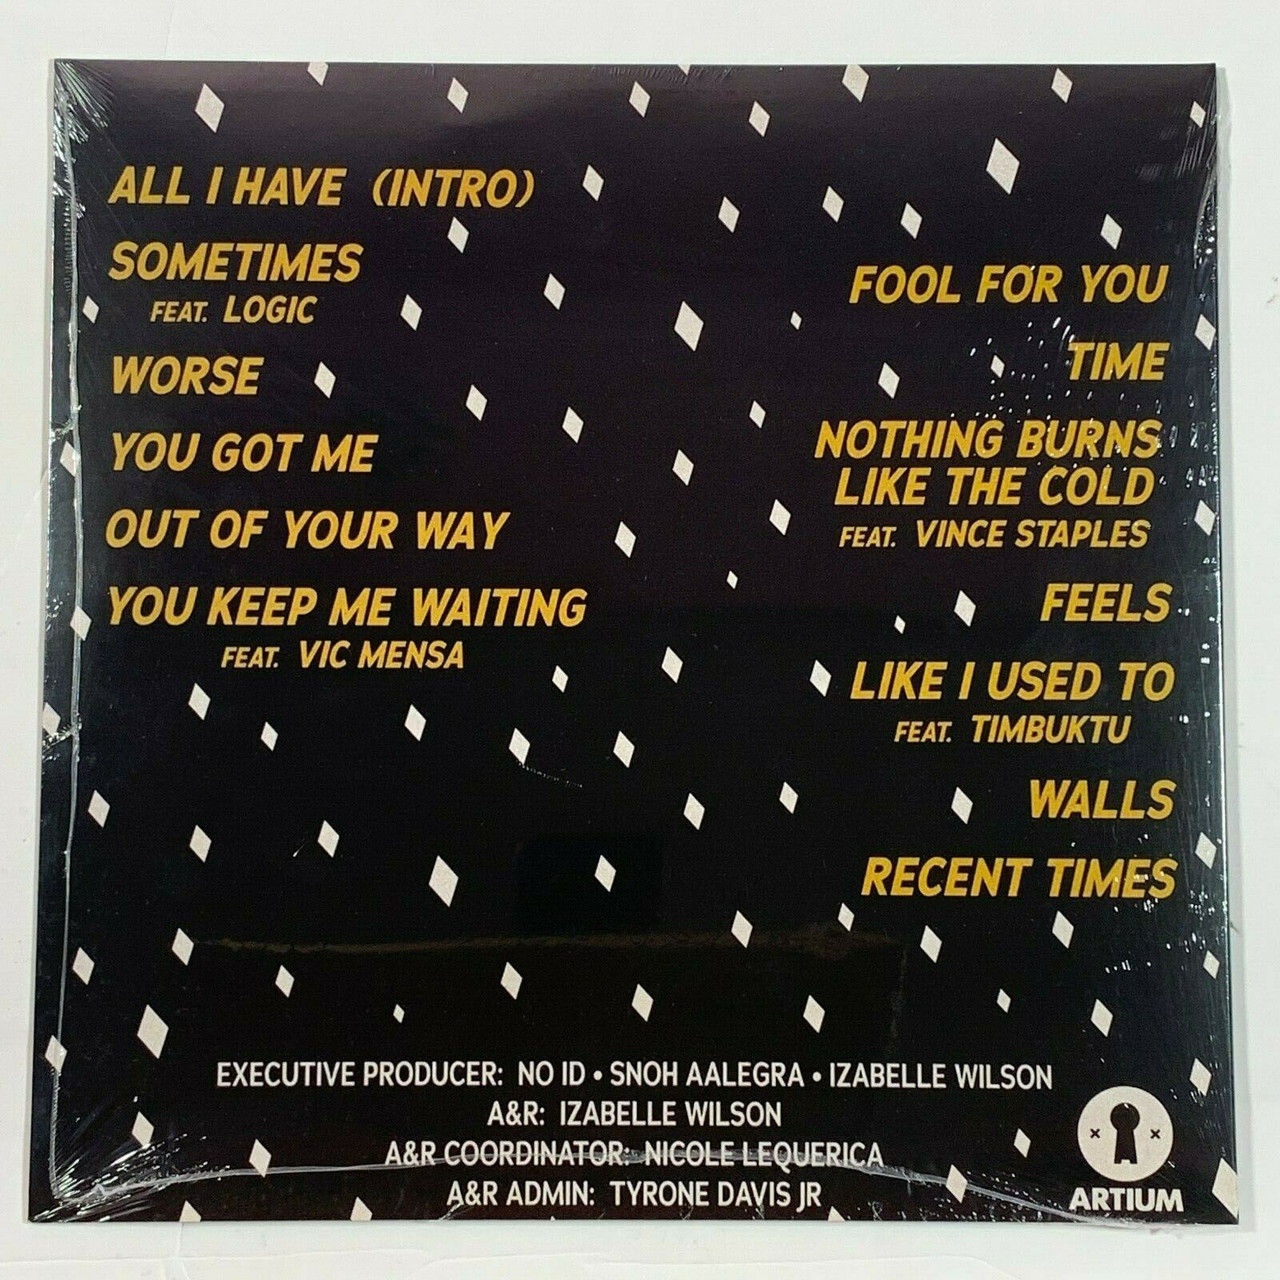 ALL I HAVE (INTRO)
SOMETIMES
FEAT. LOGIC
WORSE
YOU GOT ME
OUT OF YOUR WAY
YOU KEEP ME WAITING
FEAT. VIC MENSA
FOOL FOR YOU
TIME
NOTHING BURNS
LIKE THE COLD
FEAT. VINCE STAPLES
FEELS
LIKE I USED TO
FEAT. TIMBUKTU
WALLS
RECENT TIMES
EXECUTIVE PRODUCER: NO ID • SNOH AALEGRA • IZABELLE WILSON
A&R: IZABELLE WILSON
A&R COORDINATOR: NICOLE LEQUERICA
A&R ADMIN: TYRONE DAVIS JR
ARTIUM